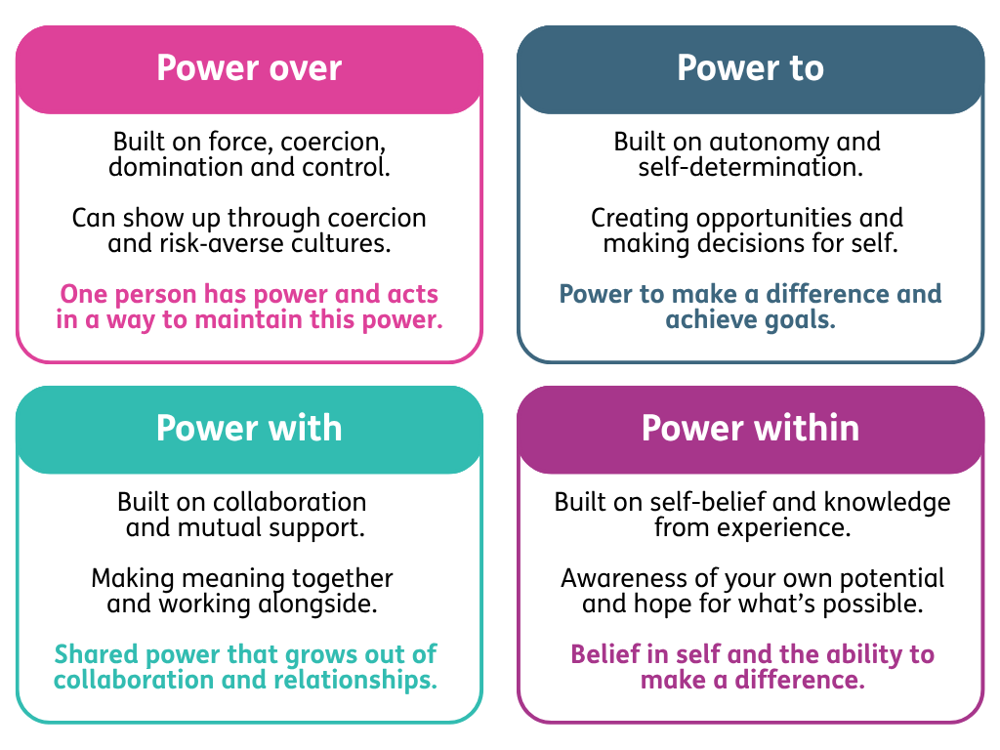 Power over
Built on force, coercion,
domination and control.
Can show up through coercion
and risk-averse cultures.
One person has power and acts
in a way to maintain this power.
Power to
Built on autonomy and
self-determination.
Creating opportunities and
making decisions for self.
Power to make a difference and
achieve goals.
Power with
Built on collaboration
and mutual support.
Making meaning together
and working alongside.
Shared power that grows out of
collaboration and relationships.
Power within
Built on self-belief and knowledge
from experience.
Awareness of your own potential
and hope for what’s possible.
Belief in self and the ability to
make a difference.